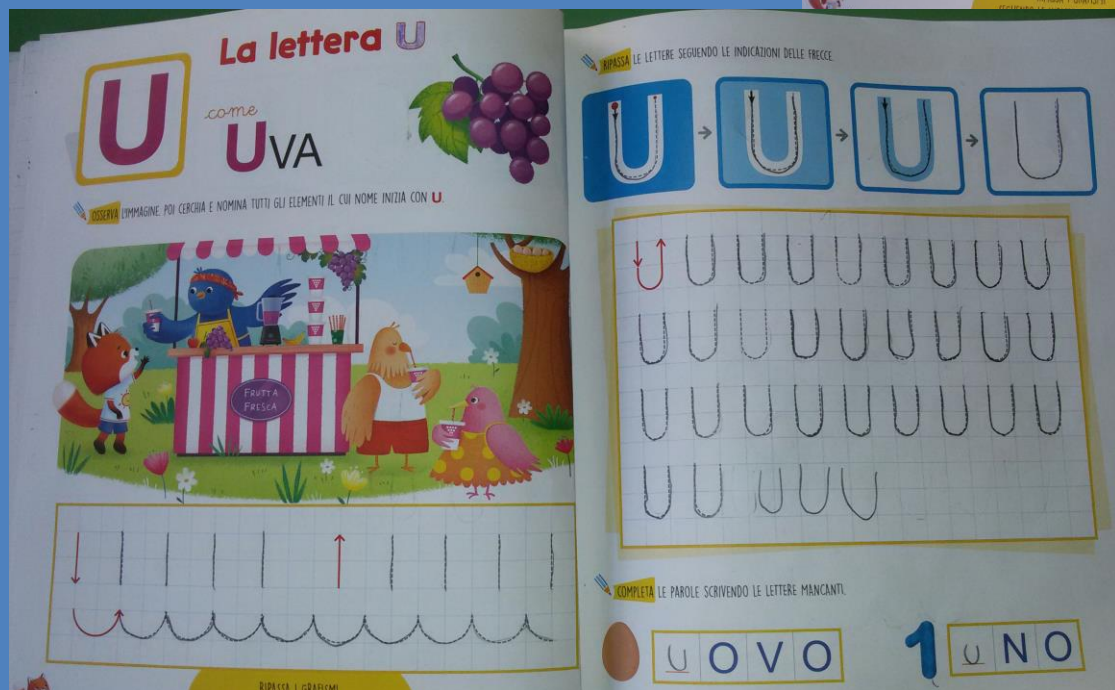 La lettera U
U
come
UVA
OSSERVA L'IMMAGINE. POI CERCHIA E NOMINA TUTTI GLI ELEMENTI IL CUI NOME INIZIA CON U.
FRUTTA
FRESCA
RIPASSA I GRAFISMI
RIPASSA LE LETTERE SEGUENDO LE INDICAZIONI DELLE FRECCE.
U U U U
U U U U U U U U U
U U U U U U U U U
U U U U U U U U U
U U U U U
COMPLETA LE PAROLE SCRIVENDO LE LETTERE MANCANTI.
U O V O
1 U N O